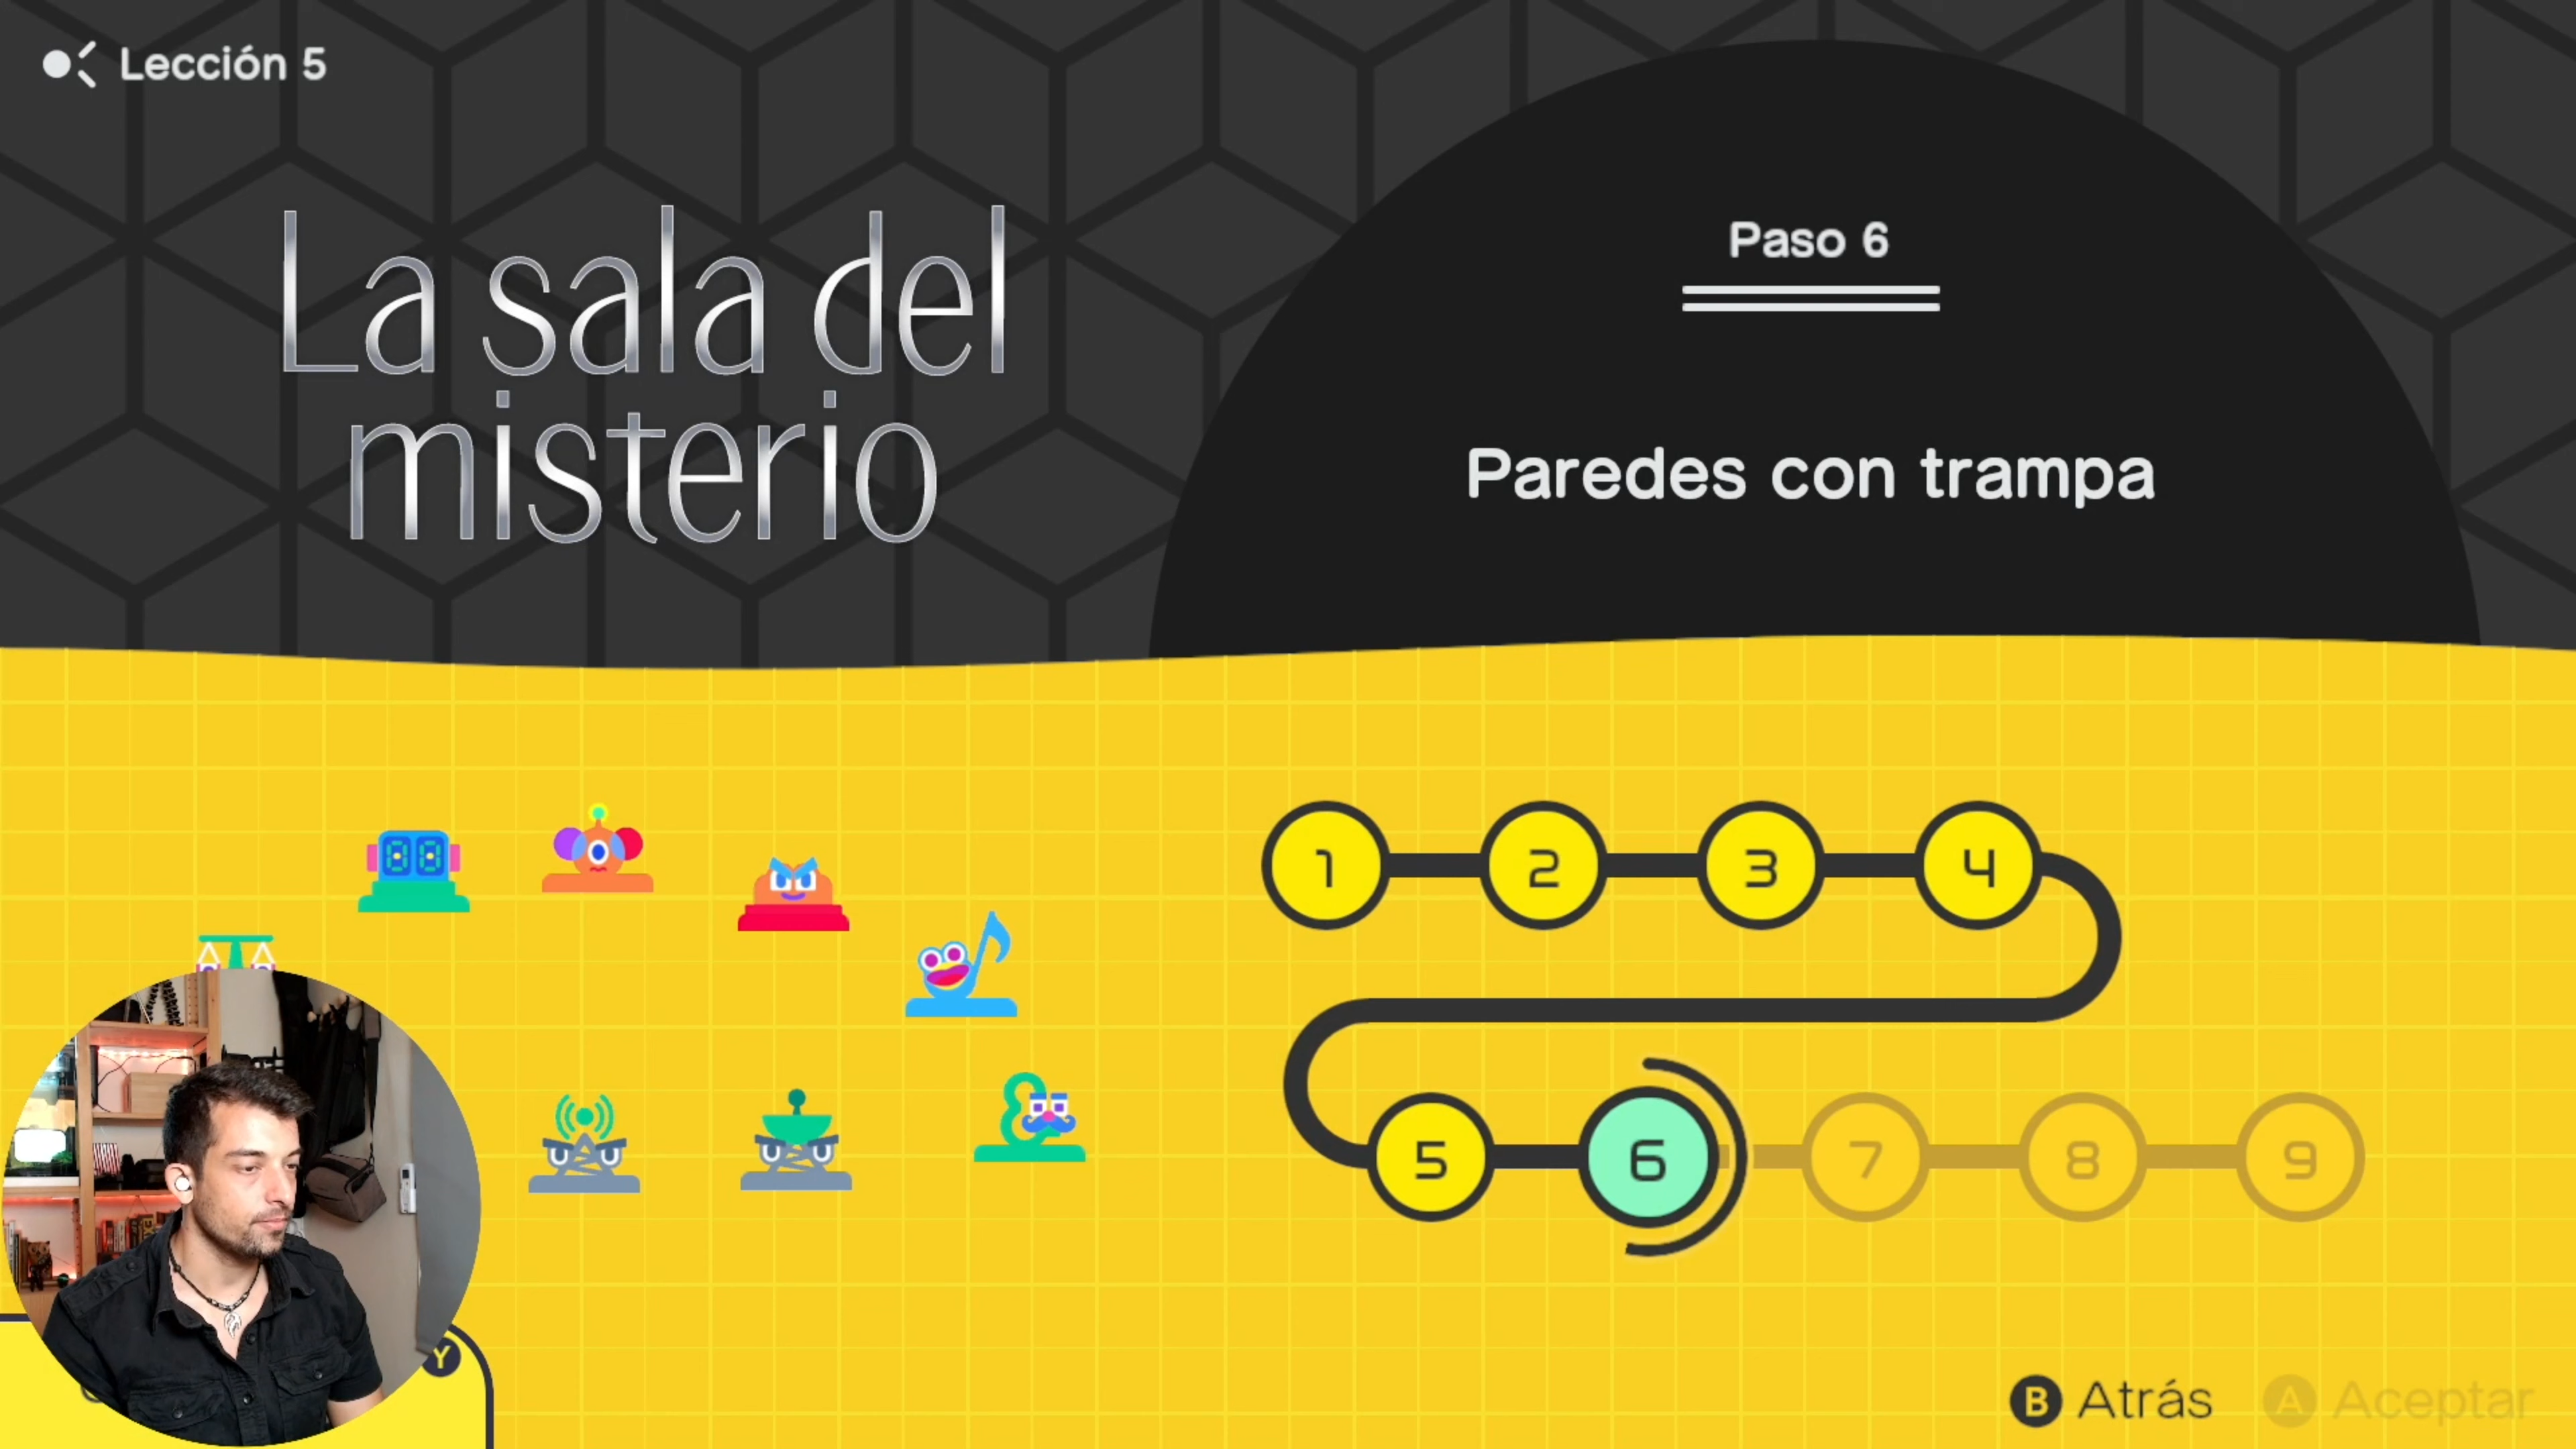 Lección 5
La sala del
misterio
Paso 6
Paredes con trampa
1 2 3 4
5 6 7 8 9
Y
B Atrás A Aceptar